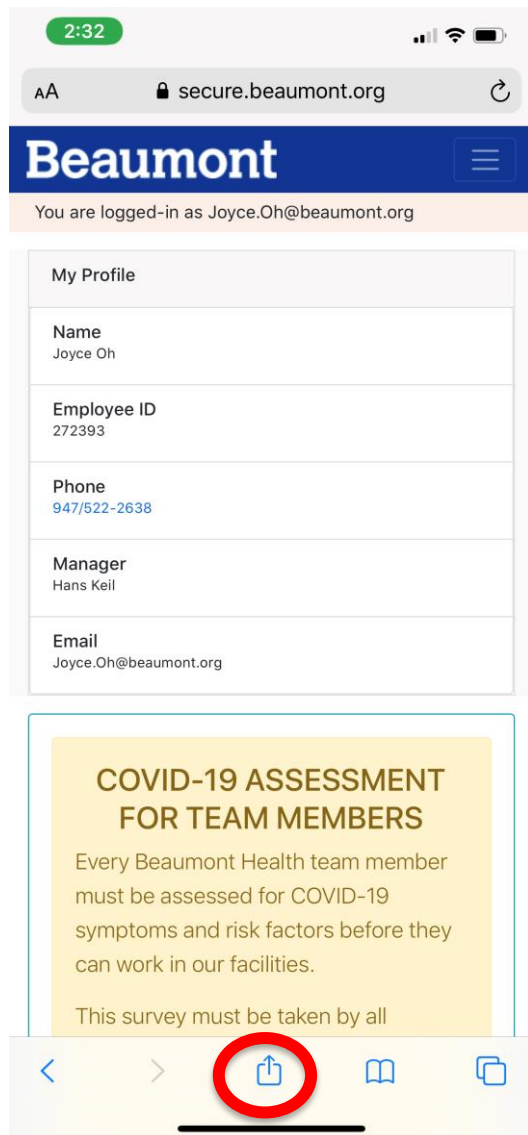 2:32
AA secure.beaumont.org
Beaumont
You are logged-in as Joyce.Oh@beaumont.org
My Profile
Name
Joyce Oh
Employee ID
272393
Phone
947/522-2638
Manager
Hans Keil
Email
Joyce.Oh@beaumont.org
COVID-19 ASSESSMENT
FOR TEAM MEMBERS
Every Beaumont Health team member
must be assessed for COVID-19
symptoms and risk factors before they
can work in our facilities.
This survey must be taken by all